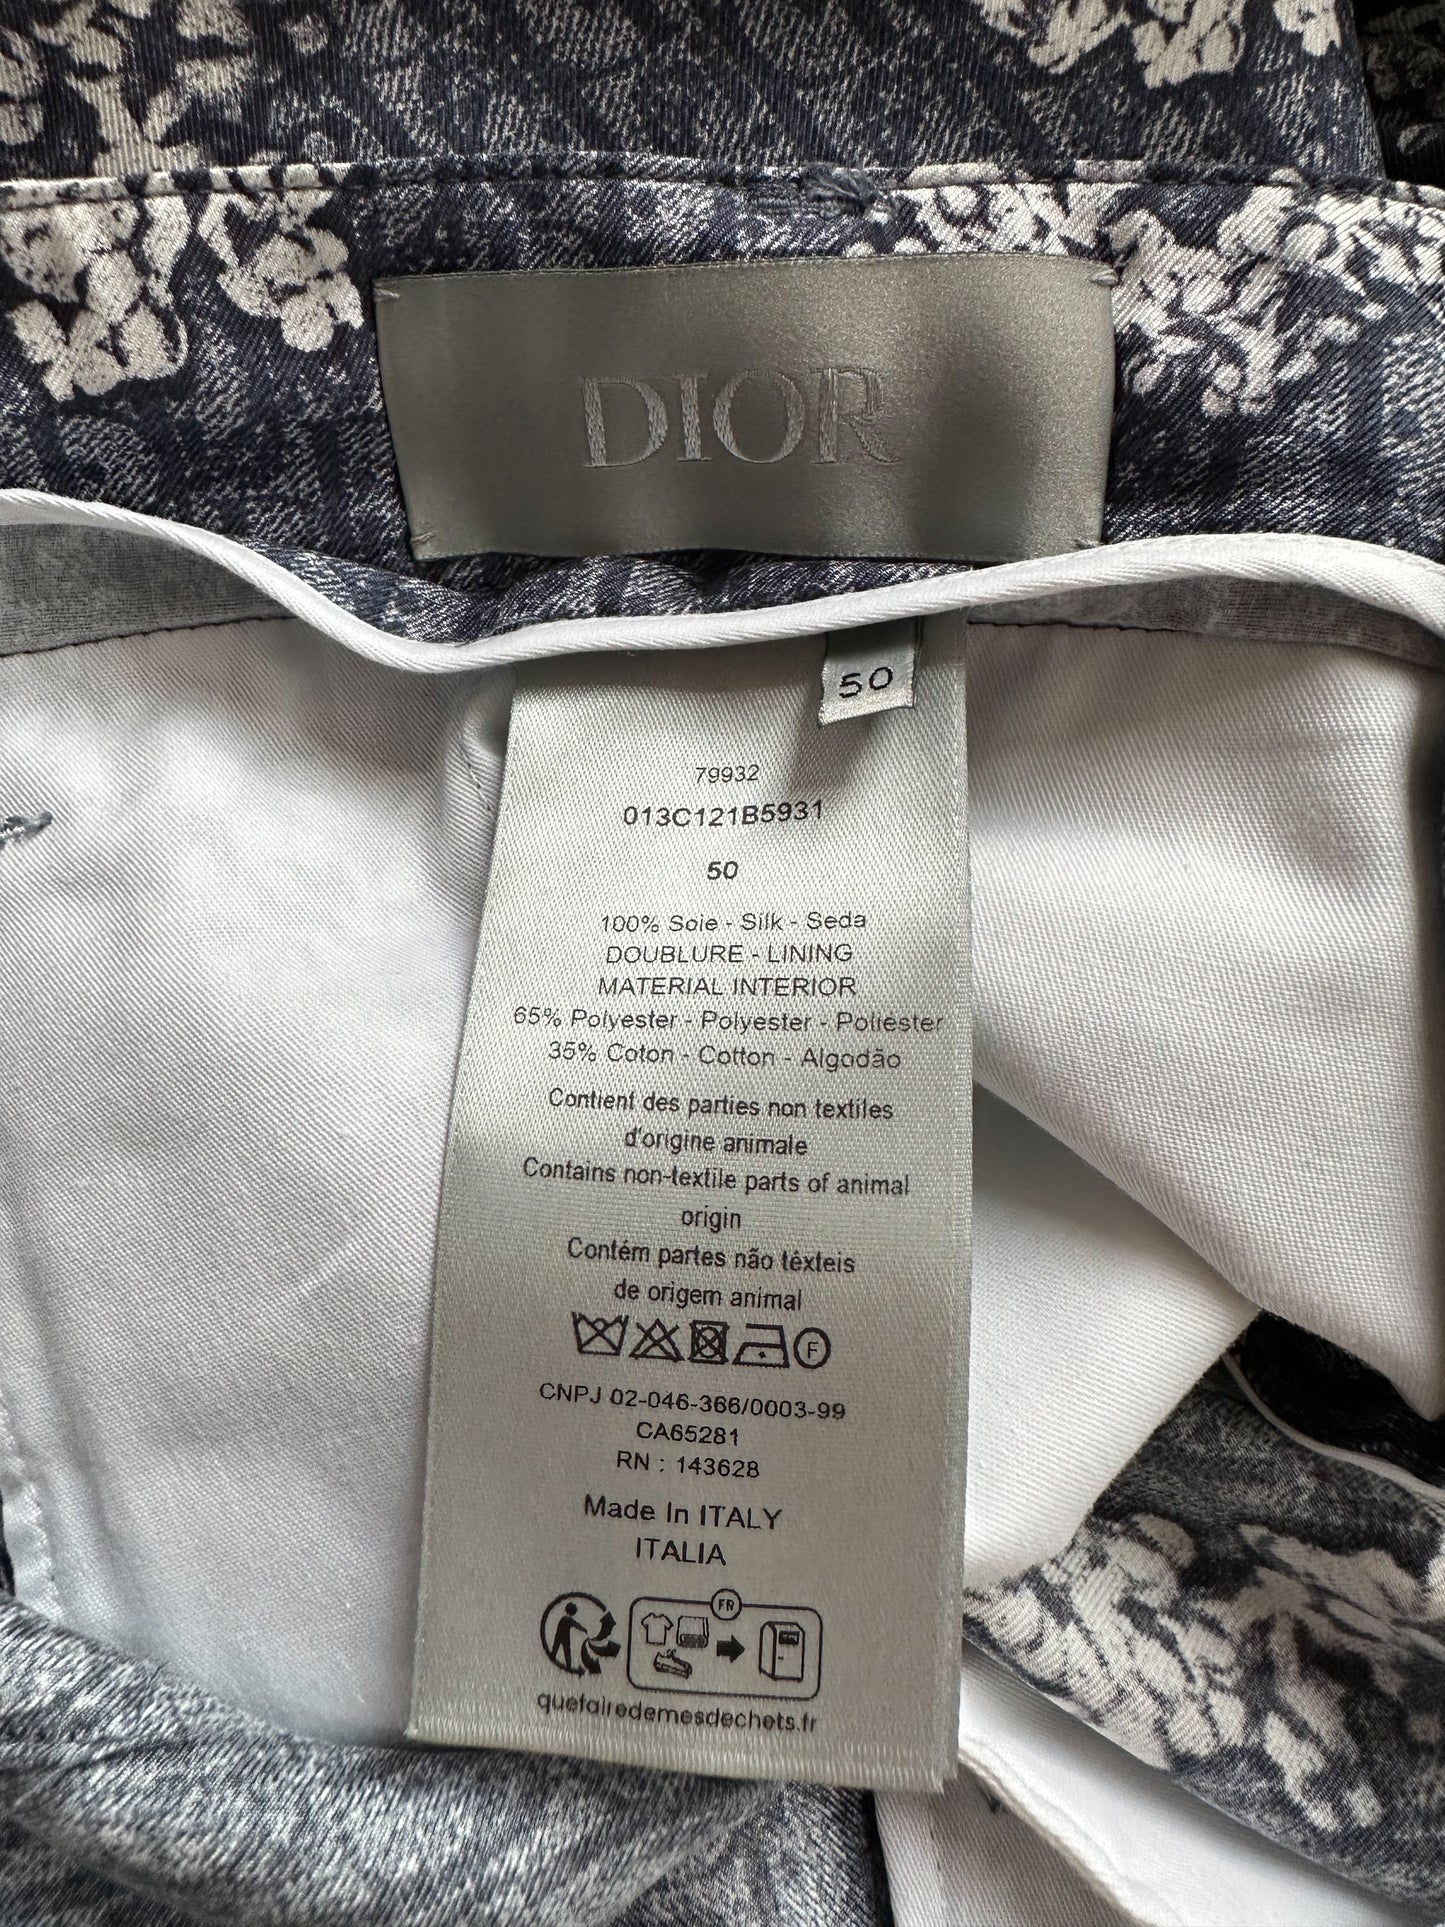 DIOR
50
79932
013C121B5931
50
100% Soie - Silk - Seda
DOUBLURE - LINING
MATERIAL INTERIOR
65% Polyester - Polyester - Poliéster
35% Coton - Cotton - Algodão
Contient des parties non textiles
d'origine animale
Contains non-textile parts of animal
origin
Contém partes não têxteis
de origem animal
F
CNPJ 02-046-366/0003-99
CA65281
RN : 143628
Made In ITALY
ITALIA
FR
quefairedemesdechets.fr